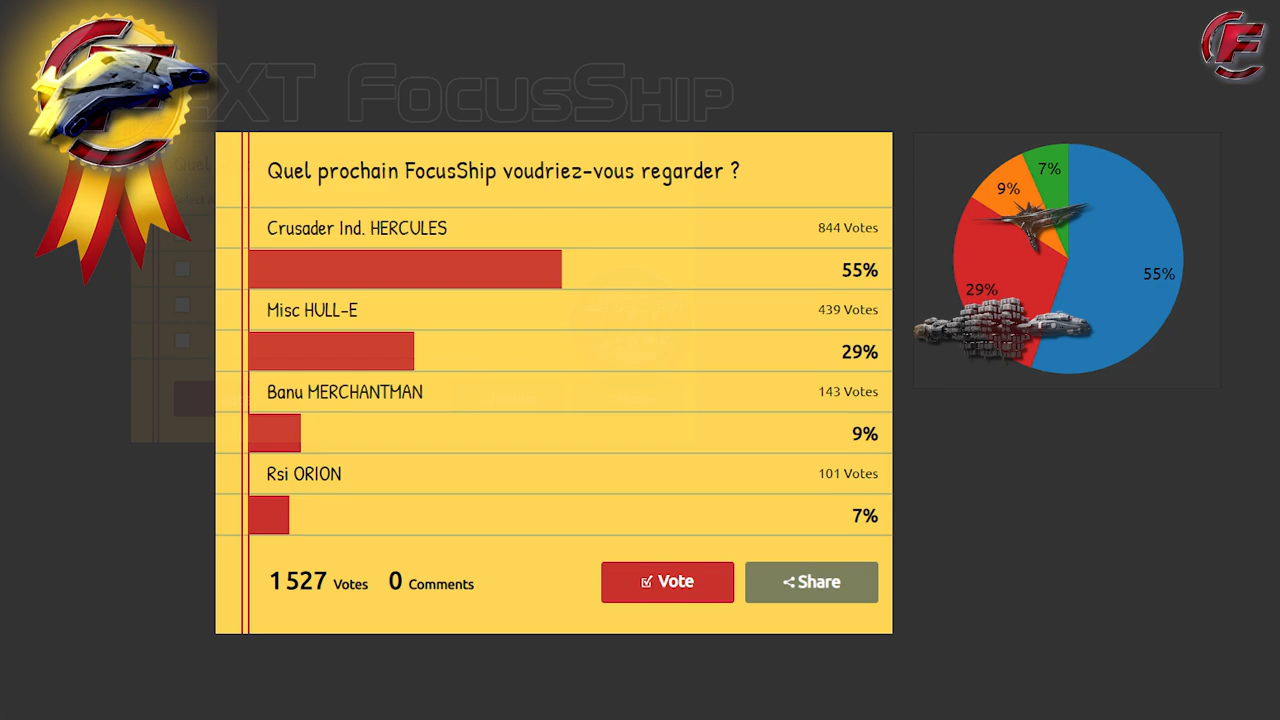 XT FocusShip
Quel prochain FocusShip voudriez-vous regarder ?
Crusader Ind. HERCULES
844 Votes
55%
Misc HULL-E
439 Votes
29%
Banu MERCHANTMAN
143 Votes
9%
Rsi ORION
101 Votes
7%
1 527 Votes
0 Comments
Vote
Share
7%
9%
55%
29%